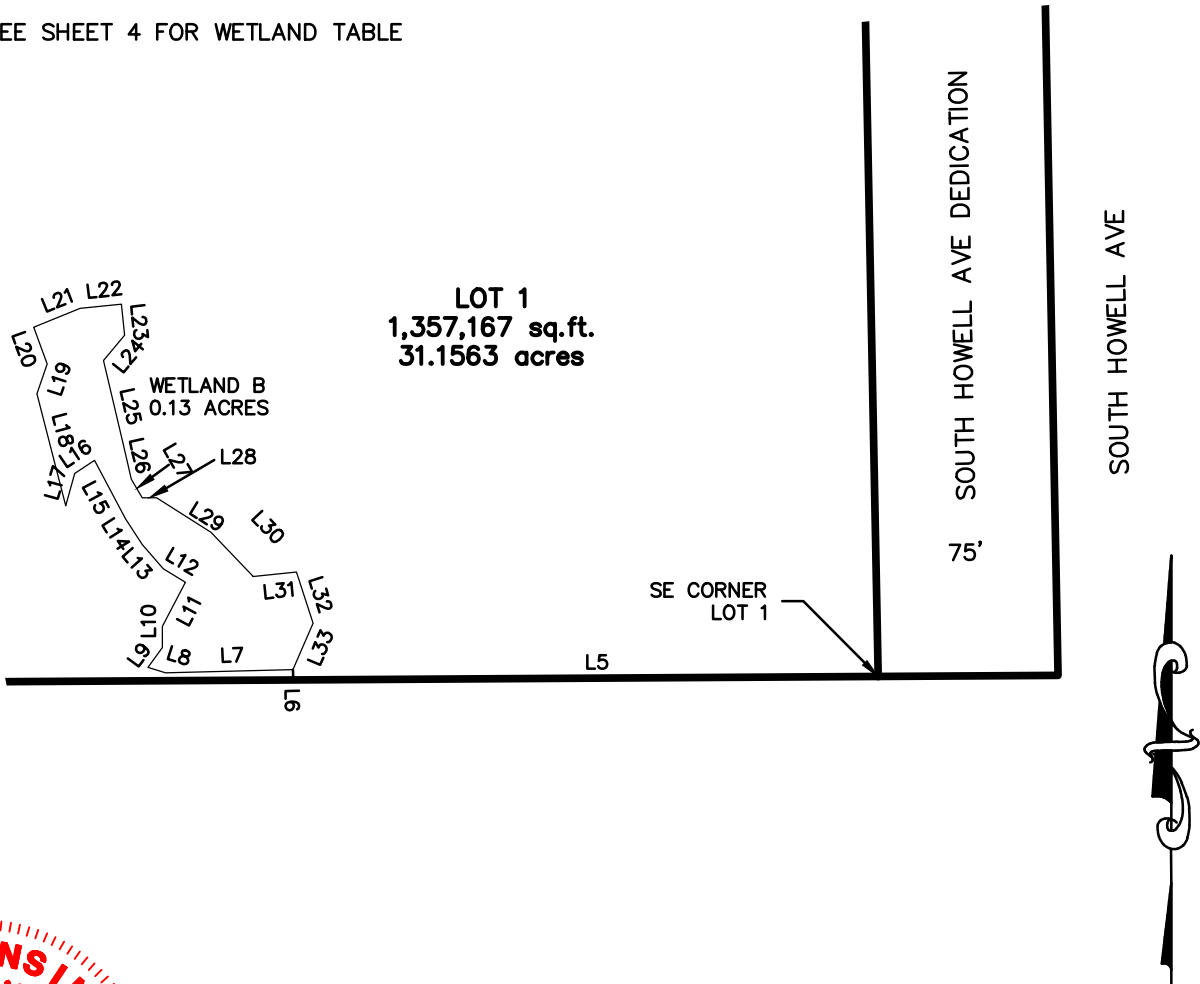 EE SHEET 4 FOR WETLAND TABLE
SOUTH HOWELL AVE DEDICATION
75'
SOUTH HOWELL AVE
LOT 1
1,357,167 sq.ft.
31.1563 acres
L21
L22
L23
L20
L24
L19
WETLAND B
0.13 ACRES
L25
L18
L16
L26
L27
L28
L17
L15
L14
L29
L30
L13
L12
L31
L32
L11
L10
SE CORNER
LOT 1
L9
L8
L7
L33
L5
L6
NS